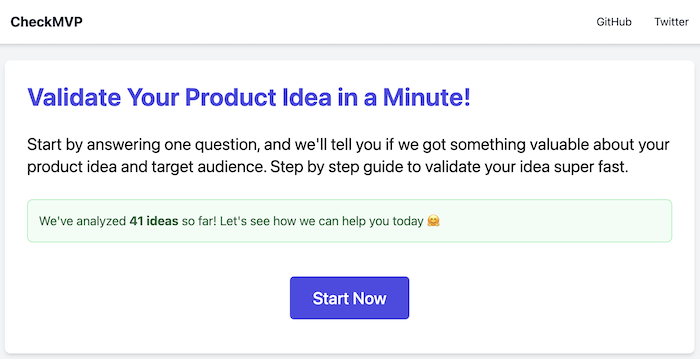 CheckMVP
GitHub
Twitter
Validate Your Product Idea in a Minute!
Start by answering one question, and we'll tell you if we got something valuable about your
product idea and target audience. Step by step guide to validate your idea super fast.
We've analyzed 41 ideas so far! Let's see how we can help you today 🤗
Start Now